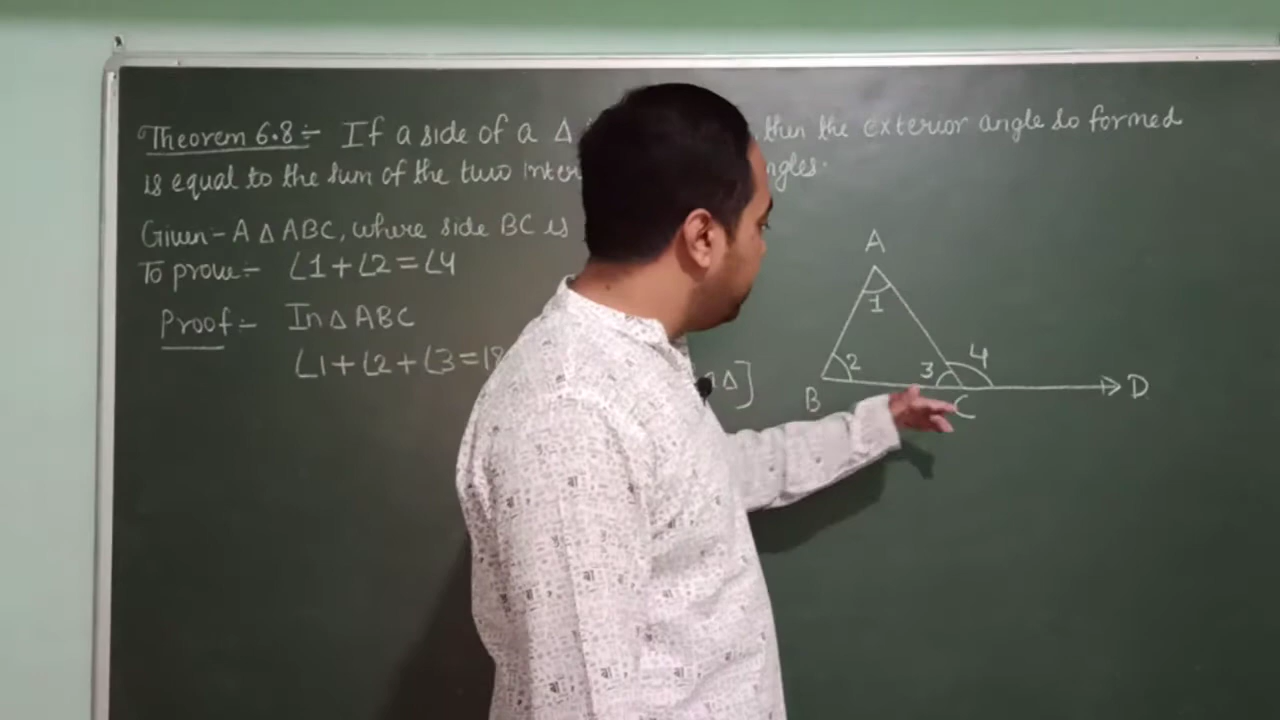 Theorem 6.8 :- If a side of a Δ then the exterior angle so formed
is equal to the sum of the two
Given - A Δ ABC, where side BC is
To prove :- ∠1+∠2=∠4
Proof :- In Δ ABC
∠1+∠2+∠3=18 Δ]
A
1
2
3
4
B
C
D